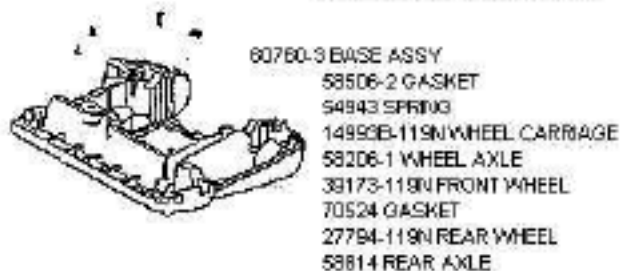 60760-3 BASE ASSY
58506-2 GASKET
54943 SPRING
14993B-119N WHEEL CARRIAGE
58206-1 WHEEL AXLE
39173-119N FRONT WHEEL
70524 GASKET
27794-119N REAR WHEEL
58814 REAR AXLE